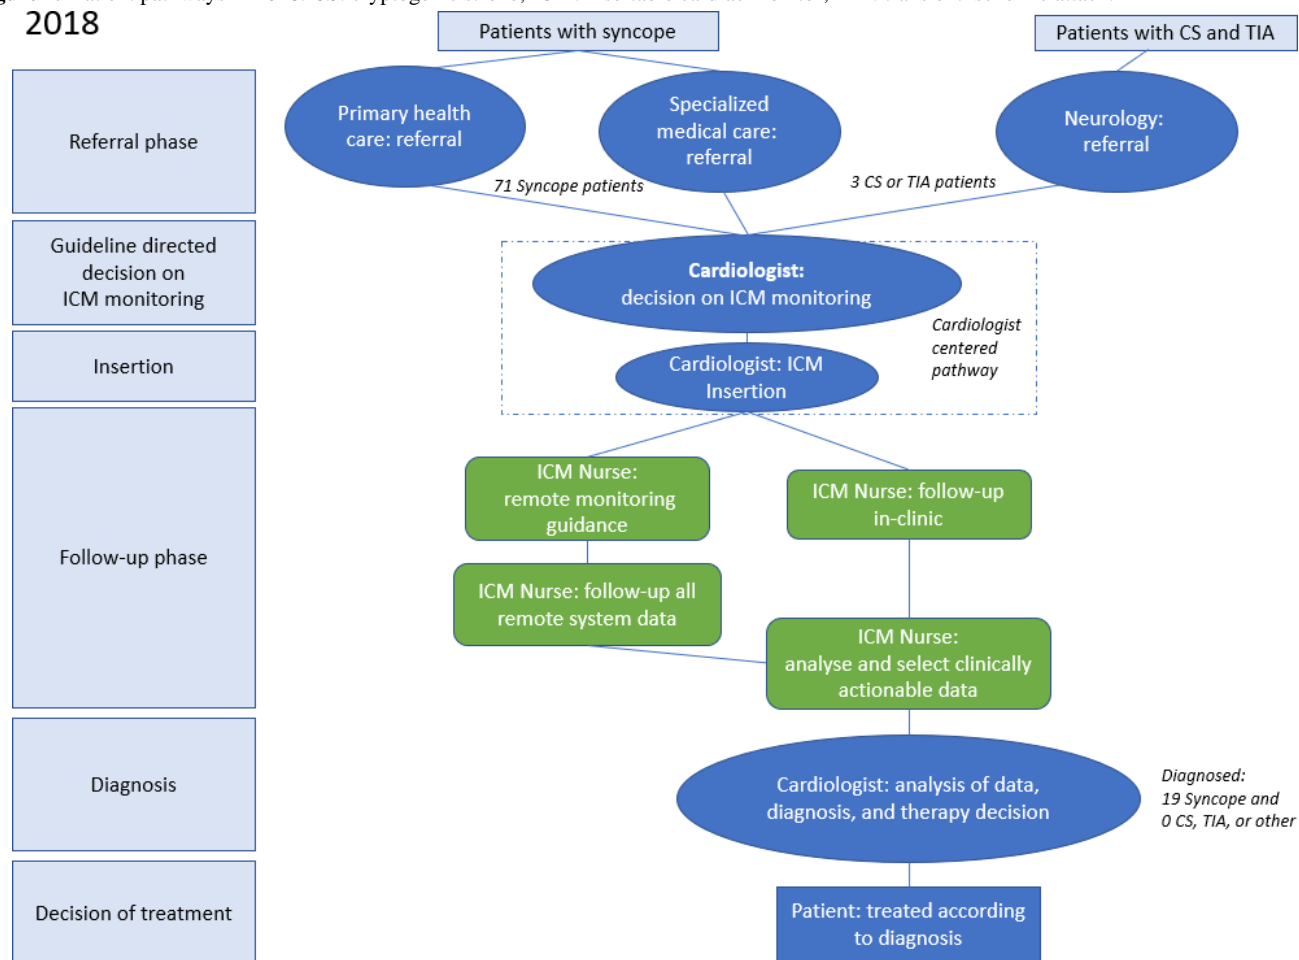 2018
Patients with syncope
Patients with CS and TIA
Referral phase
Primary health
care: referral
Specialized
medical care:
referral
Neurology:
referral
71 Syncope patients
3 CS or TIA patients
Guideline directed
decision on
ICM monitoring
Cardiologist:
decision on ICM monitoring
Cardiologist
centered
pathway
Insertion
Cardiologist: ICM
Insertion
Follow-up phase
ICM Nurse:
remote monitoring
guidance
ICM Nurse: follow-up
in-clinic
ICM Nurse: follow-up all
remote system data
ICM Nurse:
analyse and select clinically
actionable data
Diagnosis
Cardiologist: analysis of data,
diagnosis, and therapy decision
Diagnosed:
19 Syncope and
0 CS, TIA, or other
Decision of treatment
Patient: treated according
to diagnosis